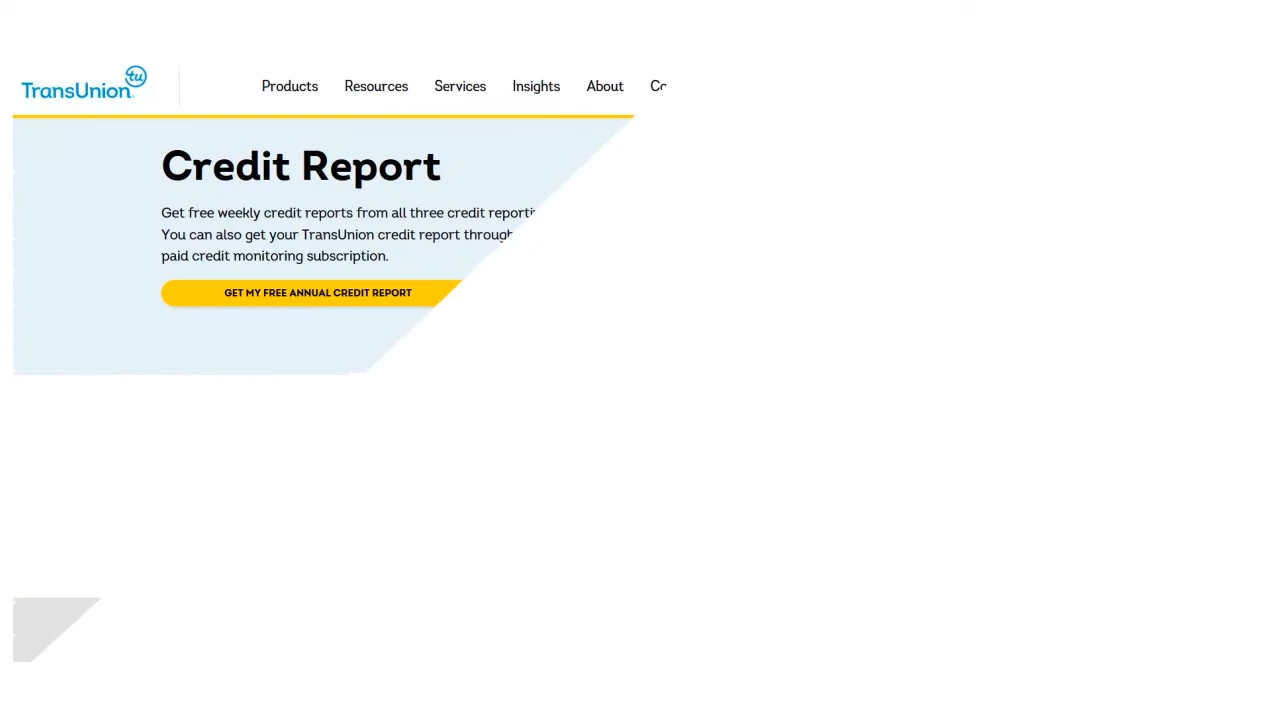 tu
TransUnion
Products Resources Services Insights About
Credit Report
Get free weekly credit reports from all three credit
You can also get your TransUnion credit report through
paid credit monitoring subscription.
GET MY FREE ANNUAL CREDIT REPORT